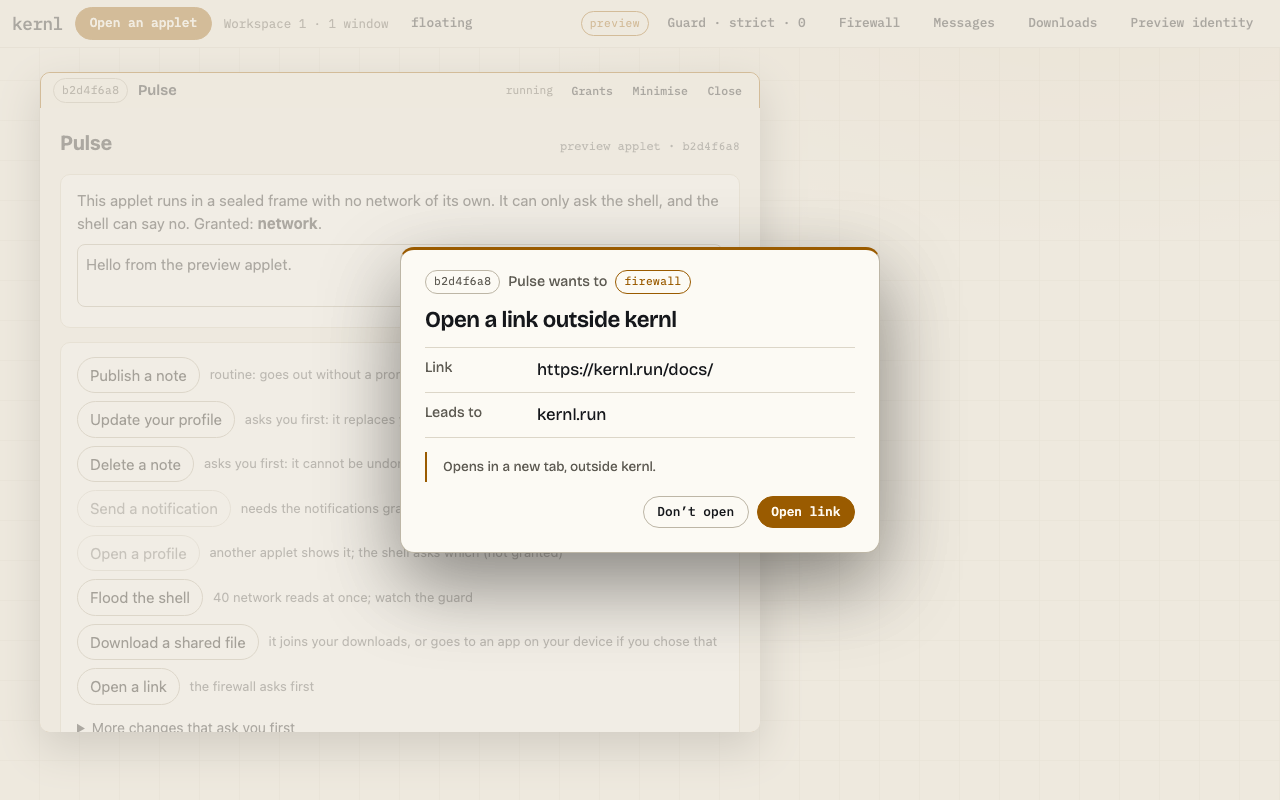 kernl Open an applet Workspace 1 · 1 window floating preview Guard · strict · 0 Firewall Messages Downloads Preview identity
b2d4f6a8 Pulse running Grants Minimise Close
Pulse preview applet · b2d4f6a8
This applet runs in a sealed frame with no network of its own. It can only ask the shell, and the
shell can say no. Granted: network.
Hello from the preview applet.
b2d4f6a8 Pulse wants to firewall
Open a link outside kernl
Link https://kernl.run/docs/
Leads to kernl.run
Opens in a new tab, outside kernl.
Don’t open Open link
Publish a note routine: goes out without a
Update your profile asks you first: it replaces
Delete a note asks you first: it cannot be
Send a notification needs the notifications
Open a profile another applet shows it; the shell asks which (not granted)
Flood the shell 40 network reads at once; watch the guard
Download a shared file it joins your downloads, or goes to an app on your device if you chose that
Open a link the firewall asks first
▶ More changes that ask you first